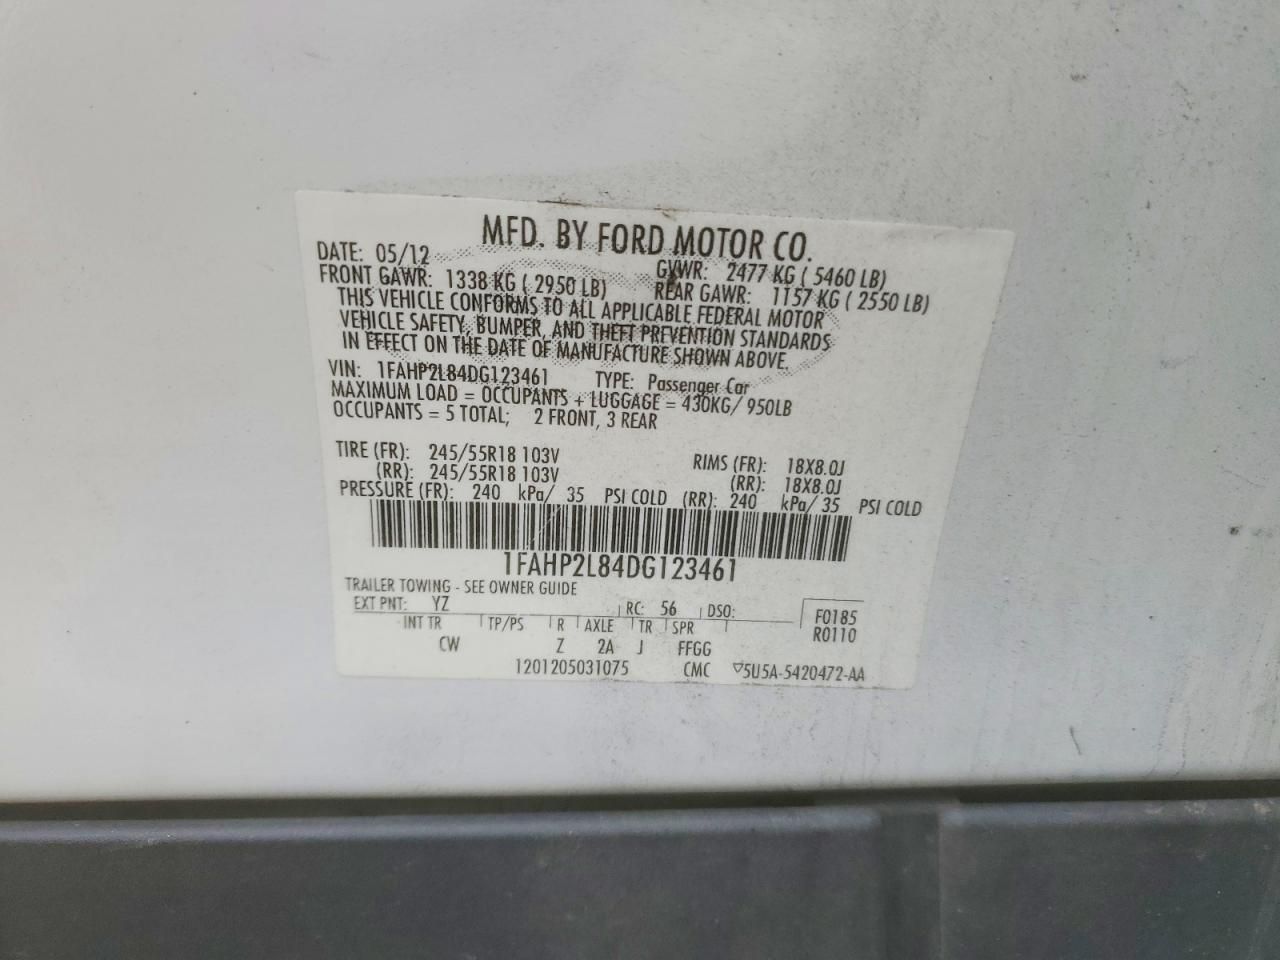 MFD. BY FORD MOTOR CO.
DATE: 05/12 GVWR: 2477 KG ( 5460 LB)
FRONT GAWR: 1338 KG ( 2950 LB) REAR GAWR: 1157 KG ( 2550 LB)
THIS VEHICLE CONFORMS TO ALL APPLICABLE FEDERAL MOTOR
VEHICLE SAFETY, BUMPER, AND THEFT PREVENTION STANDARDS
IN EFFECT ON THE DATE OF MANUFACTURE SHOWN ABOVE.
VIN: 1FAHP2L84DG123461 TYPE: Passenger Car
MAXIMUM LOAD = OCCUPANTS + LUGGAGE = 430KG/ 950LB
OCCUPANTS = 5 TOTAL; 2 FRONT, 3 REAR
TIRE (FR): 245/55R18 103V RIMS (FR): 18X8.0J
(RR): 245/55R18 103V (RR): 18X8.0J
PRESSURE (FR): 240 kPa/ 35 PSI COLD (RR): 240 kPa/ 35 PSI COLD
1FAHP2L84DG123461
TRAILER TOWING - SEE OWNER GUIDE
EXT PNT: YZ RC: 56 DSO: F0185
INT TR TP/PS R AXLE TR SPR R0110
CW Z 2A J FFGG
1201205031075 CMC ▽5U5A-5420472-AA